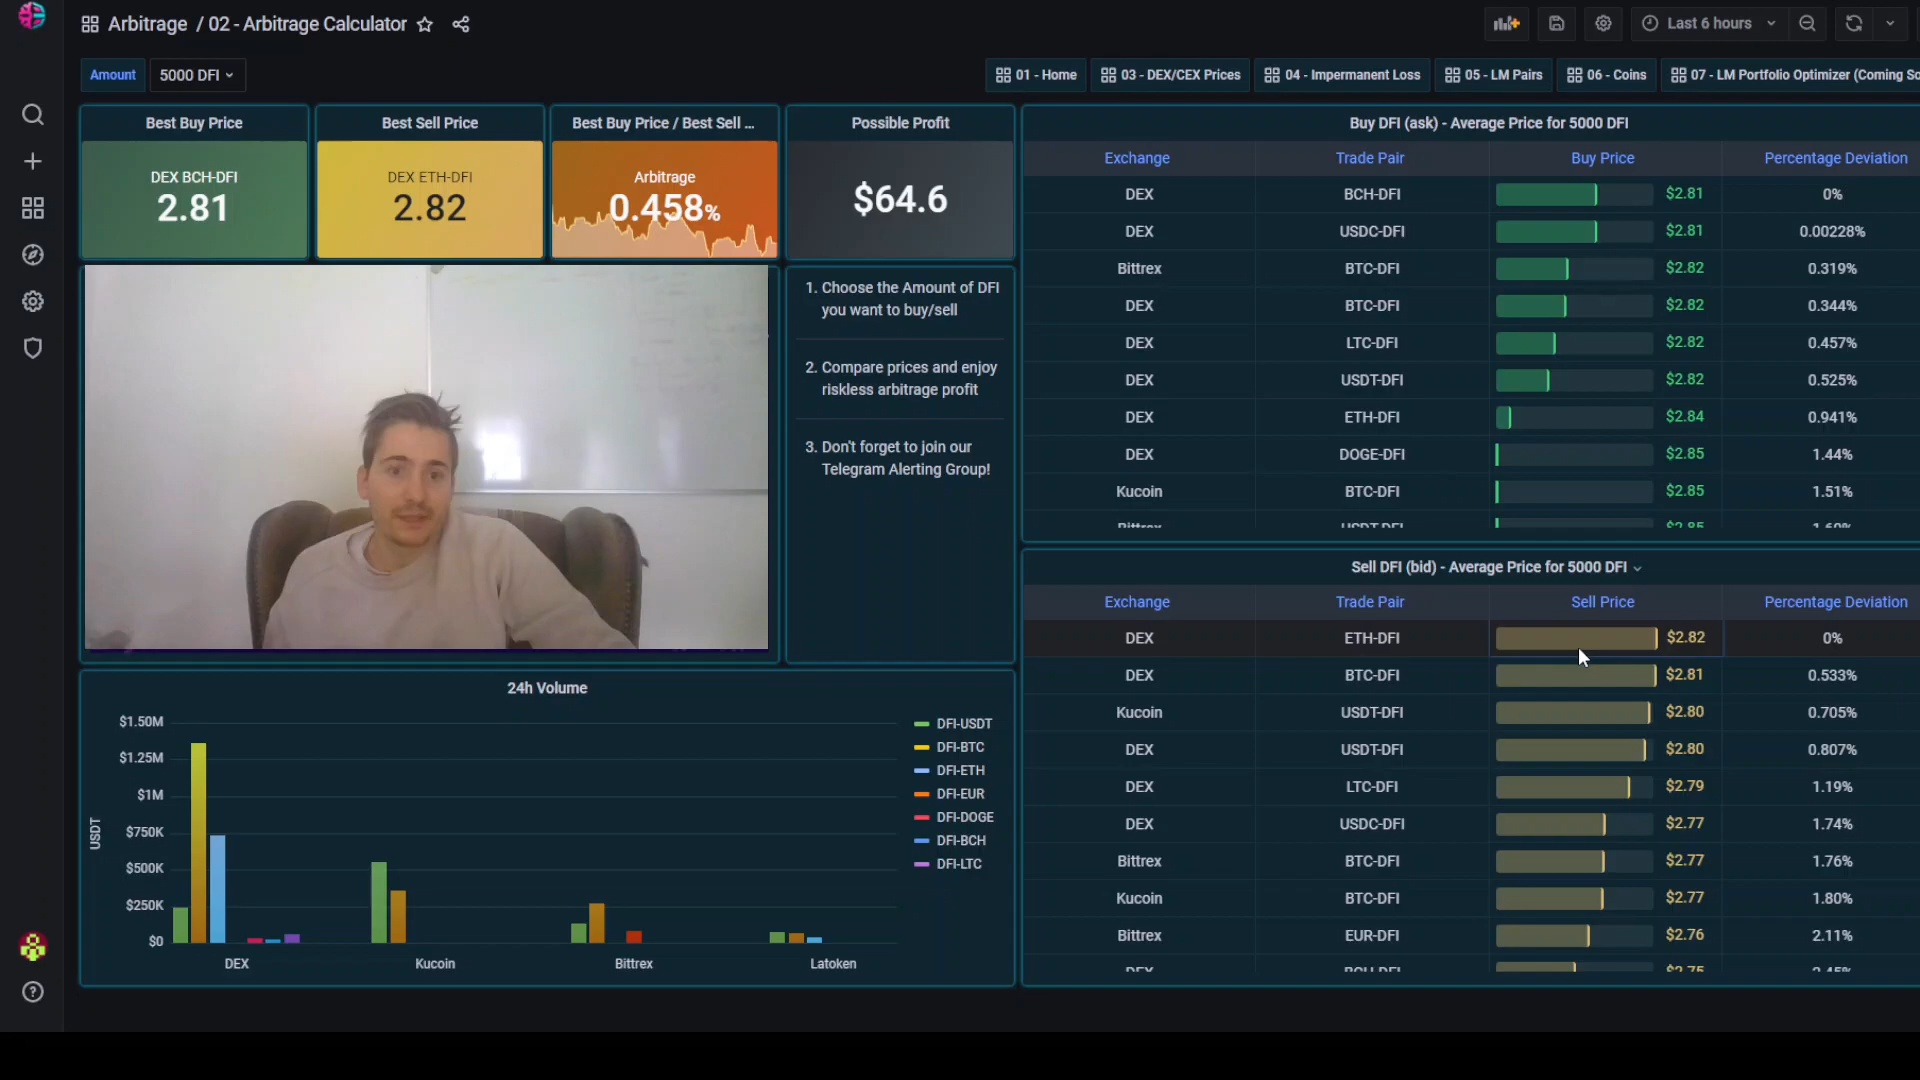 Arbitrage / 02 - Arbitrage Calculator
Last 6 hours
Amount
5000 DFI
01 - Home
03 - DEX/CEX Prices
04 - Impermanent Loss
05 - LM Pairs
06 - Coins
07 - LM Portfolio Optimizer (Coming So
Best Buy Price
DEX BCH-DFI
2.81
Best Sell Price
DEX ETH-DFI
2.82
Best Buy Price / Best Sell ...
Arbitrage
0.458%
Possible Profit
$64.6
1. Choose the Amount of DFI
you want to buy/sell
2. Compare prices and enjoy
riskless arbitrage profit
3. Don't forget to join our
Telegram Alerting Group!
Buy DFI (ask) - Average Price for 5000 DFI
Exchange Trade Pair Buy Price Percentage Deviation
DEX BCH-DFI $2.81 0%
DEX USDC-DFI $2.81 0.00228%
Bittrex BTC-DFI $2.82 0.319%
DEX BTC-DFI $2.82 0.344%
DEX LTC-DFI $2.82 0.457%
DEX USDT-DFI $2.82 0.525%
DEX ETH-DFI $2.84 0.941%
DEX DOGE-DFI $2.85 1.44%
Kucoin BTC-DFI $2.85 1.51%
Bittrex USDT-DFI $2.85
Sell DFI (bid) - Average Price for 5000 DFI
Exchange Trade Pair Sell Price Percentage Deviation
DEX ETH-DFI $2.82 0%
DEX BTC-DFI $2.81 0.533%
Kucoin USDT-DFI $2.80 0.705%
DEX USDT-DFI $2.80 0.807%
DEX LTC-DFI $2.79 1.19%
DEX USDC-DFI $2.77 1.74%
Bittrex BTC-DFI $2.77 1.76%
Kucoin BTC-DFI $2.77 1.80%
Bittrex EUR-DFI $2.76 2.11%
DEX BCH-DFI $2.75
24h Volume
USDT
$1.50M
$1.25M
$1M
$750K
$500K
$250K
$0
DEX
Kucoin
Bittrex
Latoken
DFI-USDT
DFI-BTC
DFI-ETH
DFI-EUR
DFI-DOGE
DFI-BCH
DFI-LTC